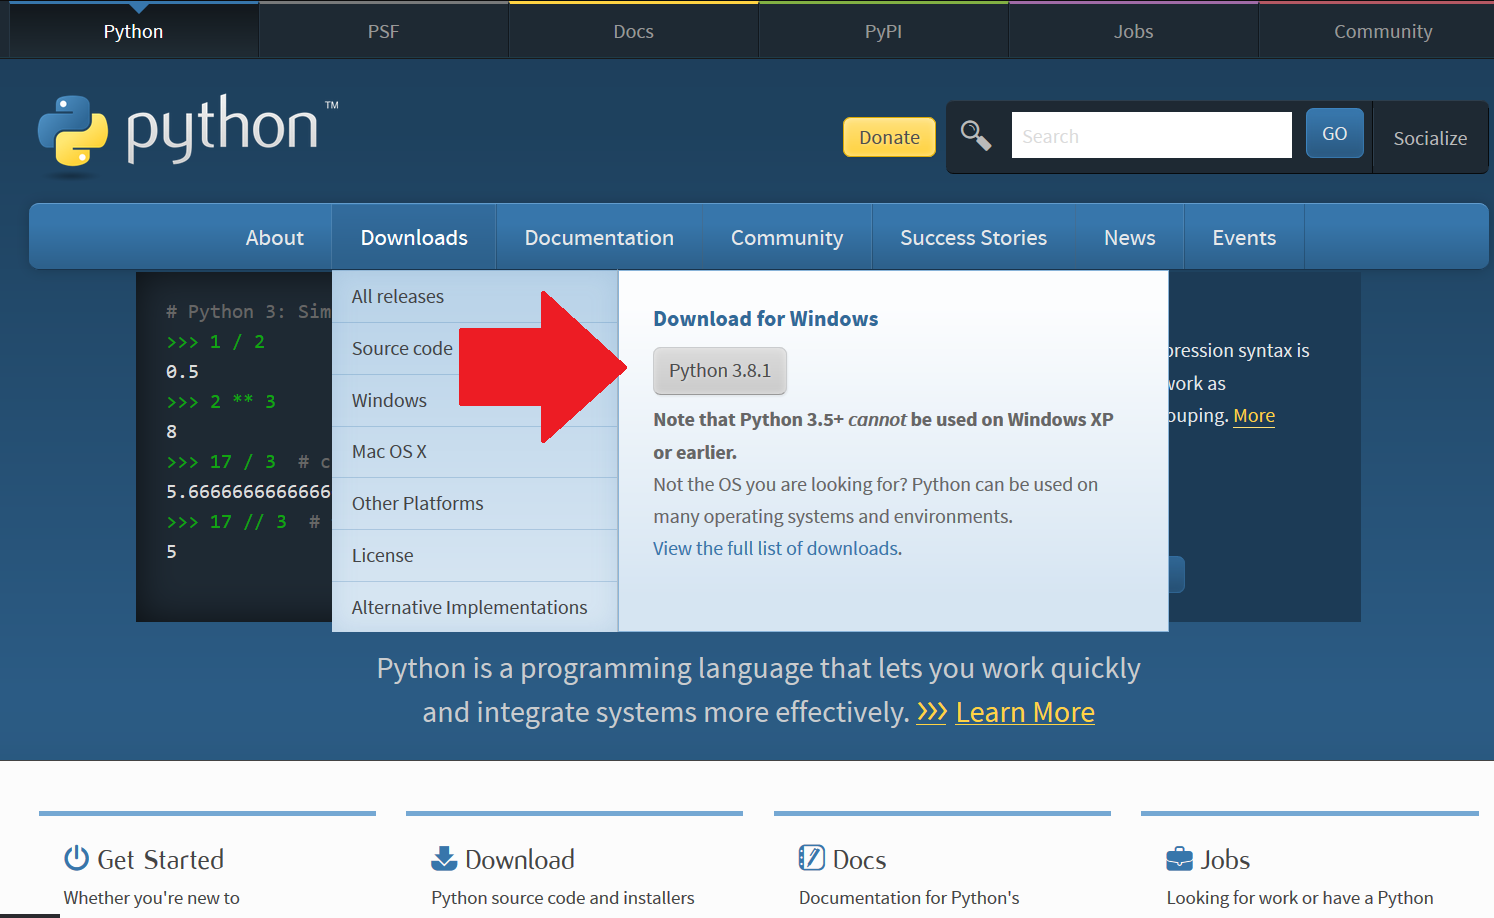 Python
PSF
Docs
PyPI
Jobs
Community
python™
Donate
Search
GO
Socialize
About
Downloads
Documentation
Community
Success Stories
News
Events
# Python 3: Sim
>>> 1 / 2
0.5
>>> 2 ** 3
8
>>> 17 / 3 # c
5.6666666666666
>>> 17 // 3 #
5
All releases
Source code
Windows
Mac OS X
Other Platforms
License
Alternative Implementations
Download for Windows
Python 3.8.1
Note that Python 3.5+ cannot be used on Windows XP
or earlier.
Not the OS you are looking for? Python can be used on
many operating systems and environments.
View the full list of downloads.
pression syntax is
work as
ouping. More
Python is a programming language that lets you work quickly
and integrate systems more effectively. >>> Learn More
Get Started
Whether you're new to
Download
Python source code and installers
Docs
Documentation for Python's
Jobs
Looking for work or have a Python